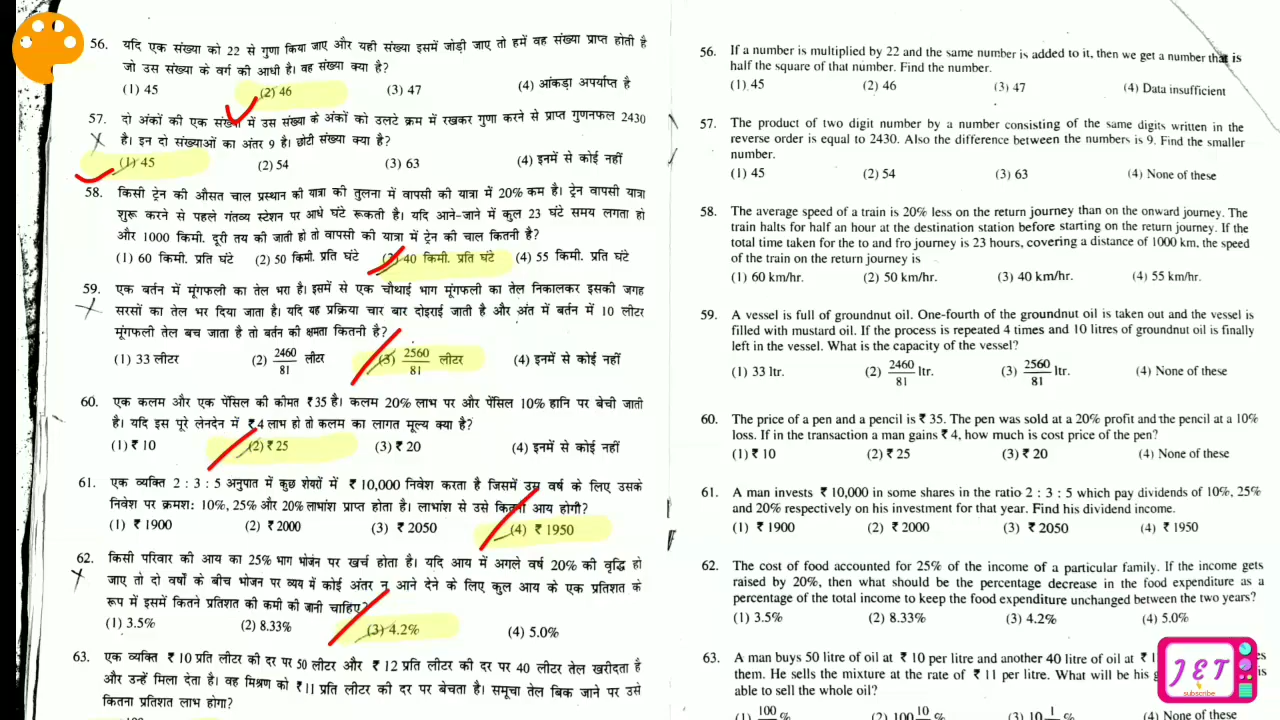 56. यदि एक संख्या को 22 से गुणा किया जाए और यही संख्या इसमें जोड़ी जाए तो हमें वह संख्या प्राप्त होती है
जो उस संख्या के वर्ग की आधी है। वह संख्या क्या है?
(1) 45 (2) 46 (3) 47 (4) आंकड़ा अपर्याप्त है
57. दो अंकों की एक संख्या में उस संख्या के अंकों को उलटे क्रम में रखकर गुणा करने से प्राप्त गुणनफल 2430
है। इन दो संख्याओं का अंतर 9 है। छोटी संख्या क्या है?
(1) 45 (2) 54 (3) 63 (4) इनमें से कोई नहीं
58. किसी ट्रेन की औसत चाल प्रस्थान की यात्रा की तुलना में वापसी की यात्रा में 20% कम है। ट्रेन वापसी यात्रा
शुरू करने से पहले गंतव्य स्टेशन पर आधे घंटे रूकती है। यदि आने-जाने में कुल 23 घंटे समय लगता हो
और 1000 किमी. दूरी तय की जाती हो तो वापसी की यात्रा में ट्रेन की चाल कितनी है?
(1) 60 किमी. प्रति घंटे (2) 50 किमी. प्रति घंटे (3) 40 किमी. प्रति घंटे (4) 55 किमी. प्रति घंटे
59. एक बर्तन में मूंगफली का तेल भरा है। इसमें से एक चौथाई भाग मूंगफली का तेल निकालकर इसकी जगह
सरसों का तेल भर दिया जाता है। यदि यह प्रक्रिया चार बार दोहराई जाती है और अंत में बर्तन में 10 लीटर
मूंगफली तेल बच जाता है तो बर्तन की क्षमता कितनी है?
(1) 33 लीटर (2) 2460/81 लीटर (3) 2560/81 लीटर (4) इनमें से कोई नहीं
60. एक कलम और एक पेंसिल की कीमत ₹ 35 है। कलम 20% लाभ पर और पेंसिल 10% हानि पर बेची जाती
है। यदि इस पूरे लेनदेन में ₹ 4 लाभ हो तो कलम का लागत मूल्य क्या है?
(1) ₹ 10 (2) ₹ 25 (3) ₹ 20 (4) इनमें से कोई नहीं
61. एक व्यक्ति 2 : 3 : 5 अनुपात में कुछ शेयरों में ₹ 10,000 निवेश करता है जिसमें उस वर्ष के लिए उसके
निवेश पर क्रमश: 10%, 25% और 20% लाभांश प्राप्त होता है। लाभांश से उसे कितनी आय होगी?
(1) ₹ 1900 (2) ₹ 2000 (3) ₹ 2050 (4) ₹ 1950
62. किसी परिवार की आय का 25% भाग भोजन पर खर्च होता है। यदि आय में अगले वर्ष 20% की वृद्धि हो
जाए तो दो वर्षों के बीच भोजन पर व्यय में कोई अंतर न आने देने के लिए कुल आय के एक प्रतिशत के
रूप में इसमें कितने प्रतिशत की कमी की जानी चाहिए?
(1) 3.5% (2) 8.33% (3) 4.2% (4) 5.0%
63. एक व्यक्ति ₹ 10 प्रति लीटर की दर पर 50 लीटर और ₹ 12 प्रति लीटर की दर पर 40 लीटर तेल खरीदता है
और उन्हें मिला देता है। वह मिश्रण को ₹ 11 प्रति लीटर की दर पर बेचता है। समूचा तेल बिक जाने पर उसे
कितना प्रतिशत लाभ होगा?
100
56. If a number is multiplied by 22 and the same number is added to it, then we get a number that is
half the square of that number. Find the number.
(1) 45 (2) 46 (3) 47 (4) Data insufficient
57. The product of two digit number by a number consisting of the same digits written in the
reverse order is equal to 2430. Also the difference between the numbers is 9. Find the smaller
number.
(1) 45 (2) 54 (3) 63 (4) None of these
58. The average speed of a train is 20% less on the return journey than on the onward journey. The
train halts for half an hour at the destination station before starting on the return journey. If the
total time taken for the to and fro journey is 23 hours, covering a distance of 1000 km, the speed
of the train on the return journey is
(1) 60 km/hr. (2) 50 km/hr. (3) 40 km/hr. (4) 55 km/hr.
59. A vessel is full of groundnut oil. One-fourth of the groundnut oil is taken out and the vessel is
filled with mustard oil. If the process is repeated 4 times and 10 litres of groundnut oil is finally
left in the vessel. What is the capacity of the vessel?
(1) 33 ltr. (2) 2460/81 ltr. (3) 2560/81 ltr. (4) None of these
60. The price of a pen and a pencil is ₹ 35. The pen was sold at a 20% profit and the pencil at a 10%
loss. If in the transaction a man gains ₹ 4, how much is cost price of the pen?
(1) ₹ 10 (2) ₹ 25 (3) ₹ 20 (4) None of these
61. A man invests ₹ 10,000 in some shares in the ratio 2 : 3 : 5 which pay dividends of 10%, 25%
and 20% respectively on his investment for that year. Find his dividend income.
(1) ₹ 1900 (2) ₹ 2000 (3) ₹ 2050 (4) ₹ 1950
62. The cost of food accounted for 25% of the income of a particular family. If the income gets
raised by 20%, then what should be the percentage decrease in the food expenditure as a
percentage of the total income to keep the food expenditure unchanged between the two years?
(1) 3.5% (2) 8.33% (3) 4.2% (4) 5.0%
63. A man buys 50 litre of oil at ₹ 10 per litre and another 40 litre of oil at ₹
them. He sells the mixture at the rate of ₹ 11 per litre. What will be his
able to sell the whole oil?
(1) 100 % (2) 100 10 % (3) 10 1 % (4) None of these
JET
subscribe